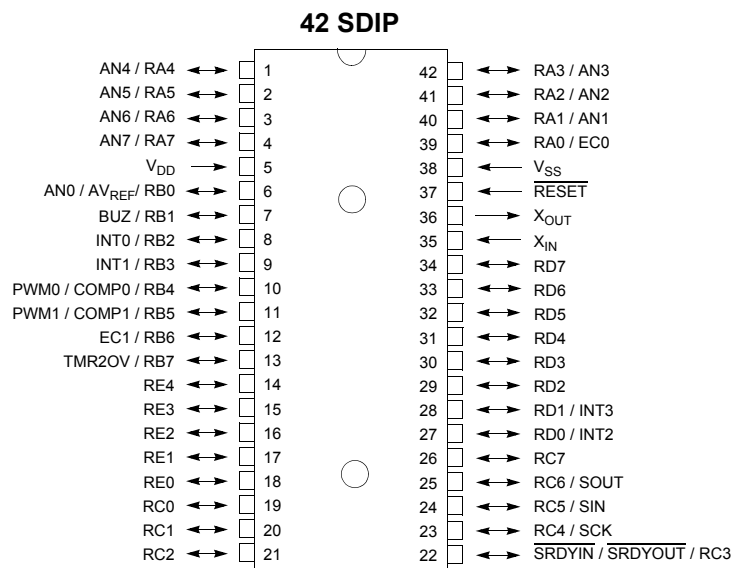 42 SDIP
AN4 / RA4 1 42 RA3 / AN3
AN5 / RA5 2 41 RA2 / AN2
AN6 / RA6 3 40 RA1 / AN1
AN7 / RA7 4 39 RA0 / EC0
VDD 5 38 VSS
AN0 / AVREF/ RB0 6 37 RESET
BUZ / RB1 7 36 XOUT
INT0 / RB2 8 35 XIN
INT1 / RB3 9 34 RD7
PWM0 / COMP0 / RB4 10 33 RD6
PWM1 / COMP1 / RB5 11 32 RD5
EC1 / RB6 12 31 RD4
TMR2OV / RB7 13 30 RD3
RE4 14 29 RD2
RE3 15 28 RD1 / INT3
RE2 16 27 RD0 / INT2
RE1 17 26 RC7
RE0 18 25 RC6 / SOUT
RC0 19 24 RC5 / SIN
RC1 20 23 RC4 / SCK
RC2 21 22 SRDYIN / SRDYOUT / RC3